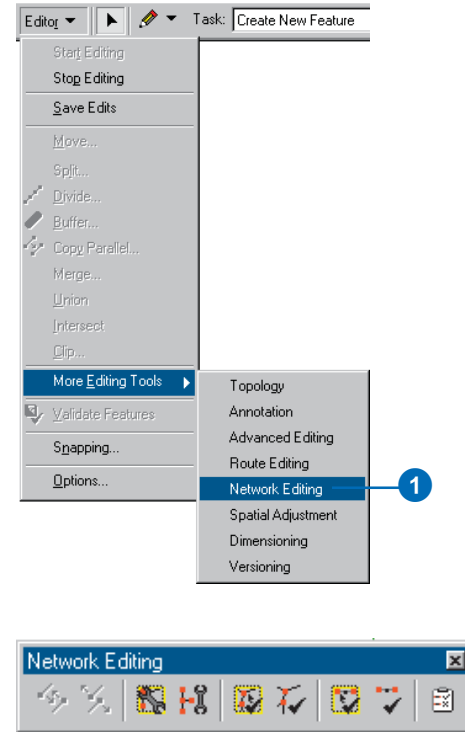 Editor Task: Create New Feature
Start Editing
Stop Editing
Save Edits
Move...
Split...
Divide...
Buffer...
Copy Parallel...
Merge...
Union
Intersect
Clip...
More Editing Tools
Validate Features
Snapping...
Options...
Topology
Annotation
Advanced Editing
Route Editing
Network Editing 1
Spatial Adjustment
Dimensioning
Versioning
Network Editing